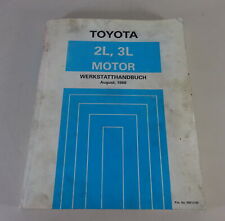 TOYOTA
2L, 3L
MOTOR
WERKSTATTHANDBUCH
August, 1988